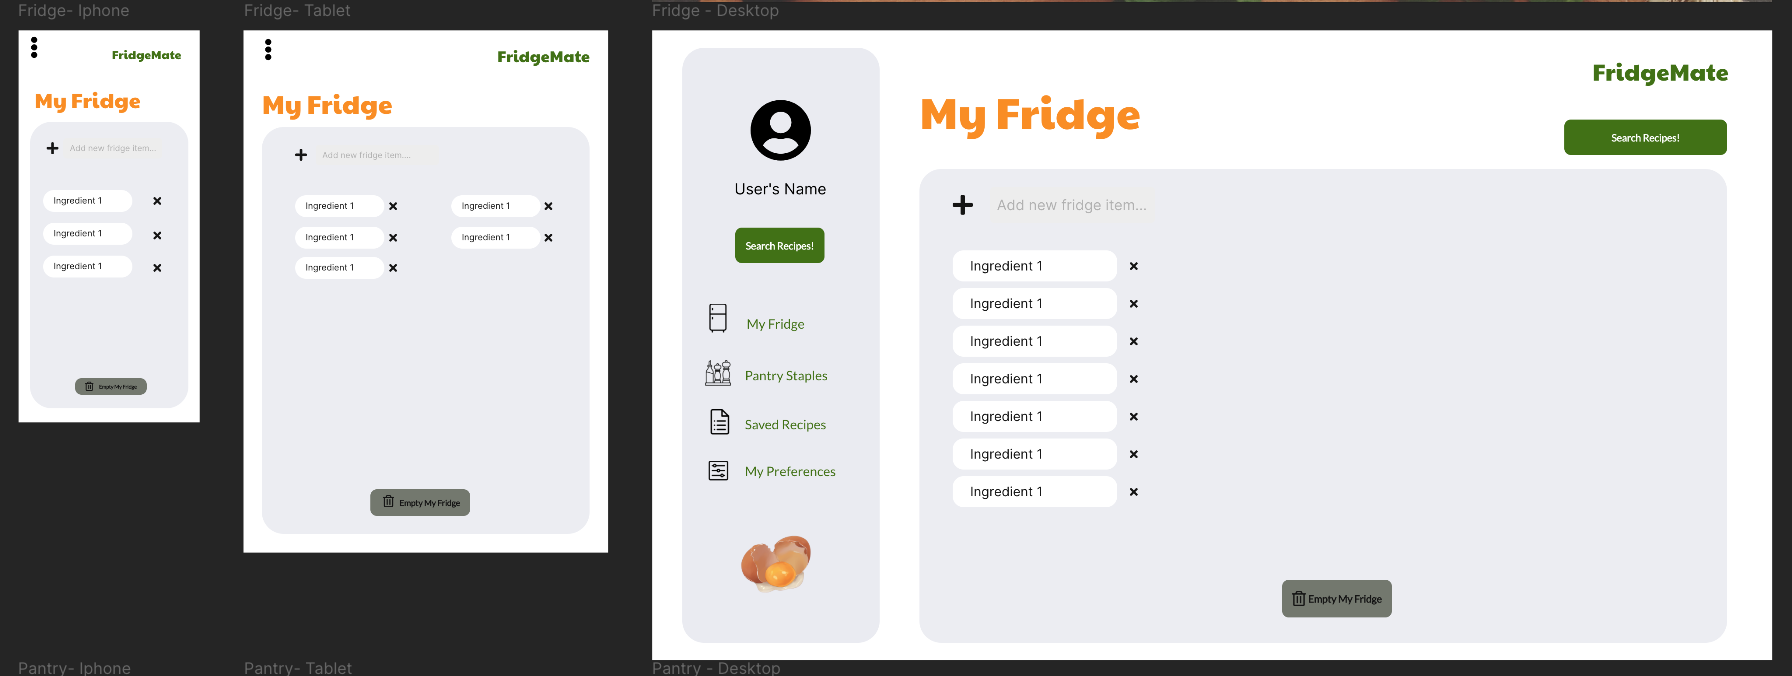 Fridge- Iphone
FridgeMate
My Fridge
Add new fridge item...
Ingredient 1
Ingredient 1
Ingredient 1
Empty My Fridge
Fridge- Tablet
FridgeMate
My Fridge
Add new fridge item....
Ingredient 1
Ingredient 1
Ingredient 1
Ingredient 1
Ingredient 1
Empty My Fridge
Fridge - Desktop
User's Name
Search Recipes!
My Fridge
Pantry Staples
Saved Recipes
My Preferences
FridgeMate
My Fridge
Search Recipes!
Add new fridge item...
Ingredient 1
Ingredient 1
Ingredient 1
Ingredient 1
Ingredient 1
Ingredient 1
Ingredient 1
Empty My Fridge
Pantry- Iphone
Pantry- Tablet
Pantry - Desktop